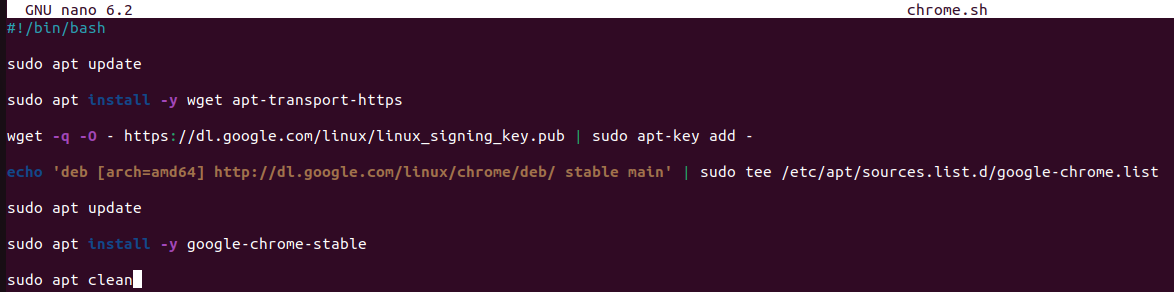 GNU nano 6.2 chrome.sh
#!/bin/bash
sudo apt update
sudo apt install -y wget apt-transport-https
wget -q -O - https://dl.google.com/linux/linux_signing_key.pub | sudo apt-key add -
echo 'deb [arch=amd64] http://dl.google.com/linux/chrome/deb/ stable main' | sudo tee /etc/apt/sources.list.d/google-chrome.list
sudo apt update
sudo apt install -y google-chrome-stable
sudo apt clean